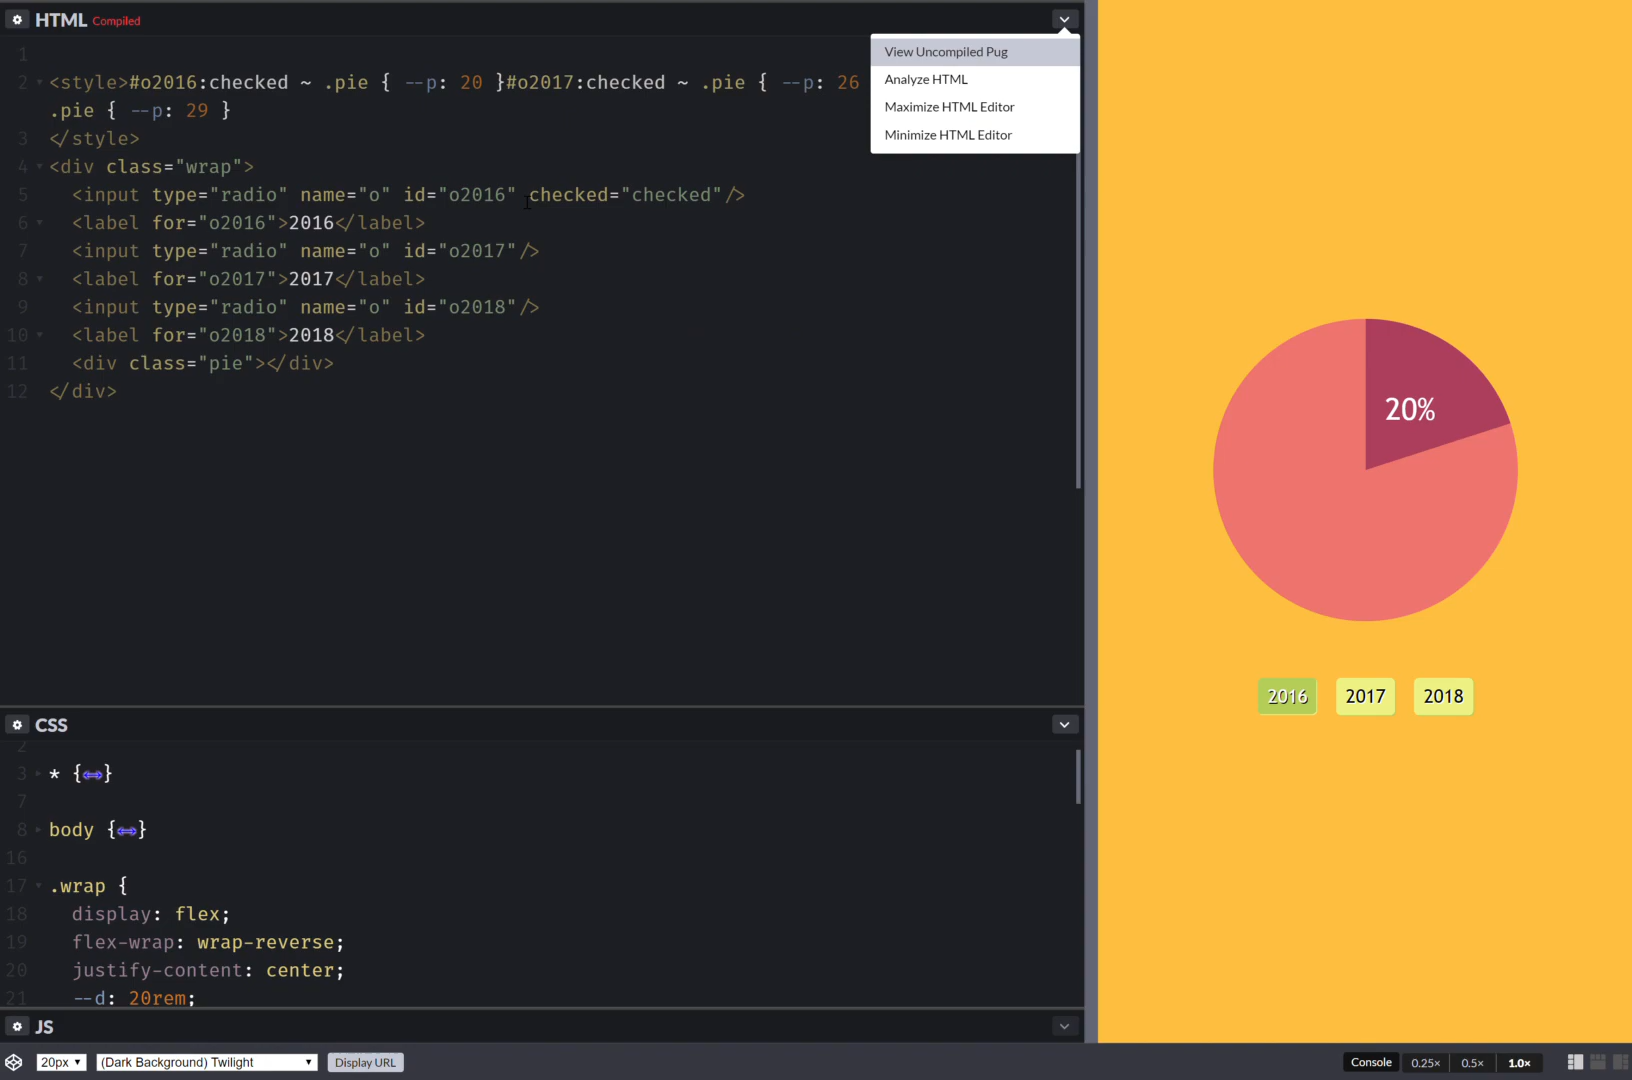 HTML Compiled
View Uncompiled Pug
Analyze HTML
Maximize HTML Editor
Minimize HTML Editor
1
2 <style>#o2016:checked ~ .pie { --p: 20 }#o2017:checked ~ .pie { --p: 26
.pie { --p: 29 }
3 </style>
4 <div class="wrap">
5 <input type="radio" name="o" id="o2016" checked="checked"/>
6 <label for="o2016">2016</label>
7 <input type="radio" name="o" id="o2017"/>
8 <label for="o2017">2017</label>
9 <input type="radio" name="o" id="o2018"/>
10 <label for="o2018">2018</label>
11 <div class="pie"></div>
12 </div>
20%
2016 2017 2018
CSS
2
3 * {↔}
7
8 body {↔}
16
17 .wrap {
18 display: flex;
19 flex-wrap: wrap-reverse;
20 justify-content: center;
21 --d: 20rem;
JS
20px (Dark Background) Twilight Display URL Console 0.25× 0.5× 1.0×